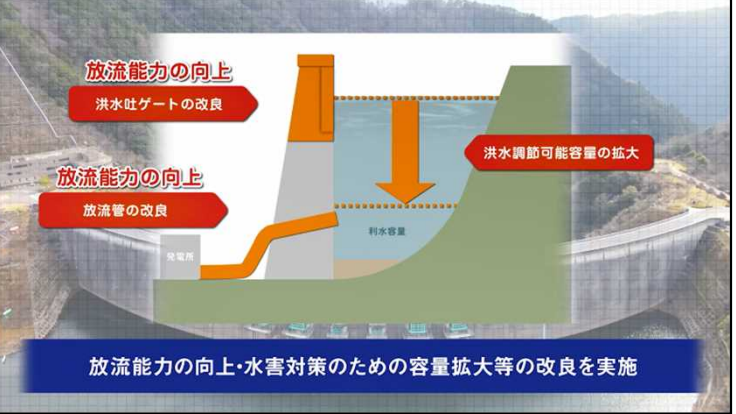 放流能力の向上
洪水吐ゲートの改良
洪水調節可能容量の拡大
放流能力の向上
放流管の改良
利水容量
発電所
放流能力の向上・水害対策のための容量拡大等の改良を実施